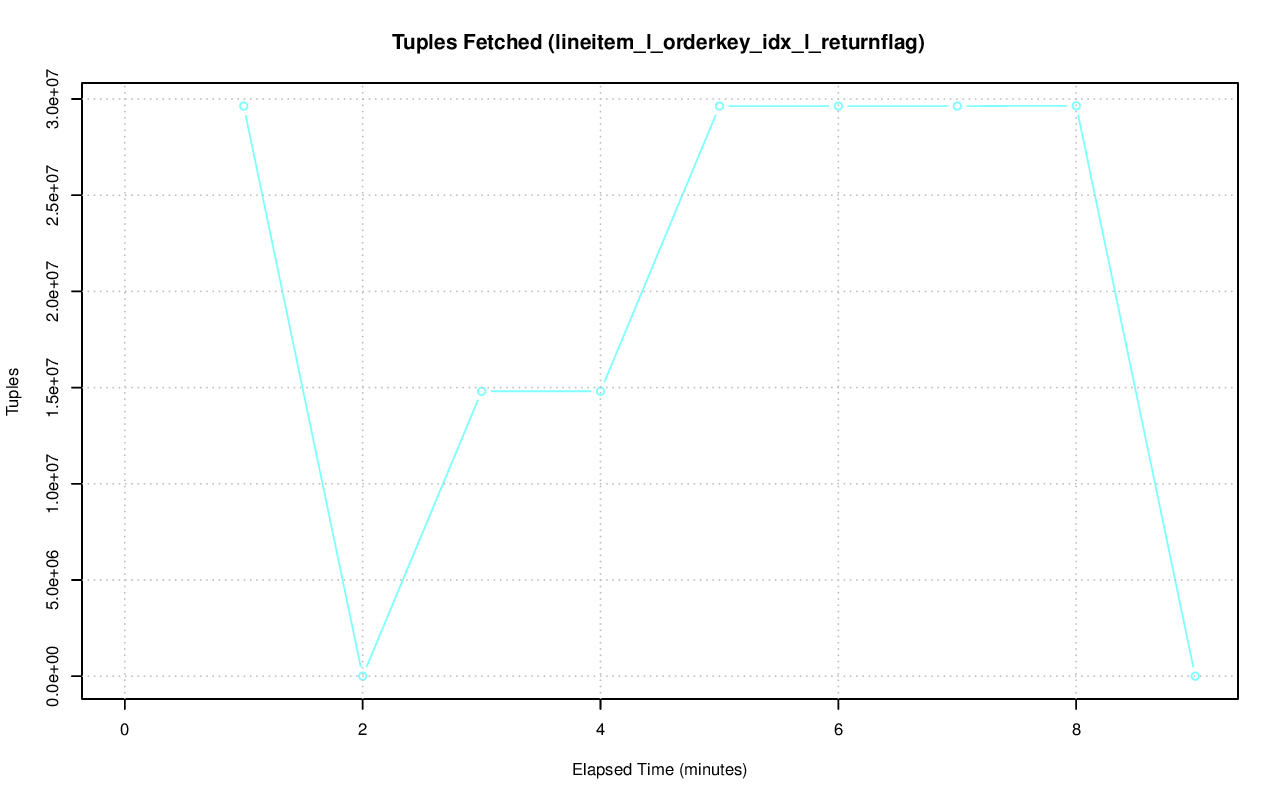 Tuples Fetched (lineitem_l_orderkey_idx_l_returnflag)
3.0e+07
2.5e+07
2.0e+07
1.5e+07
1.0e+07
5.0e+06
0.0e+00
Tuples
0 2 4 6 8
Elapsed Time (minutes)